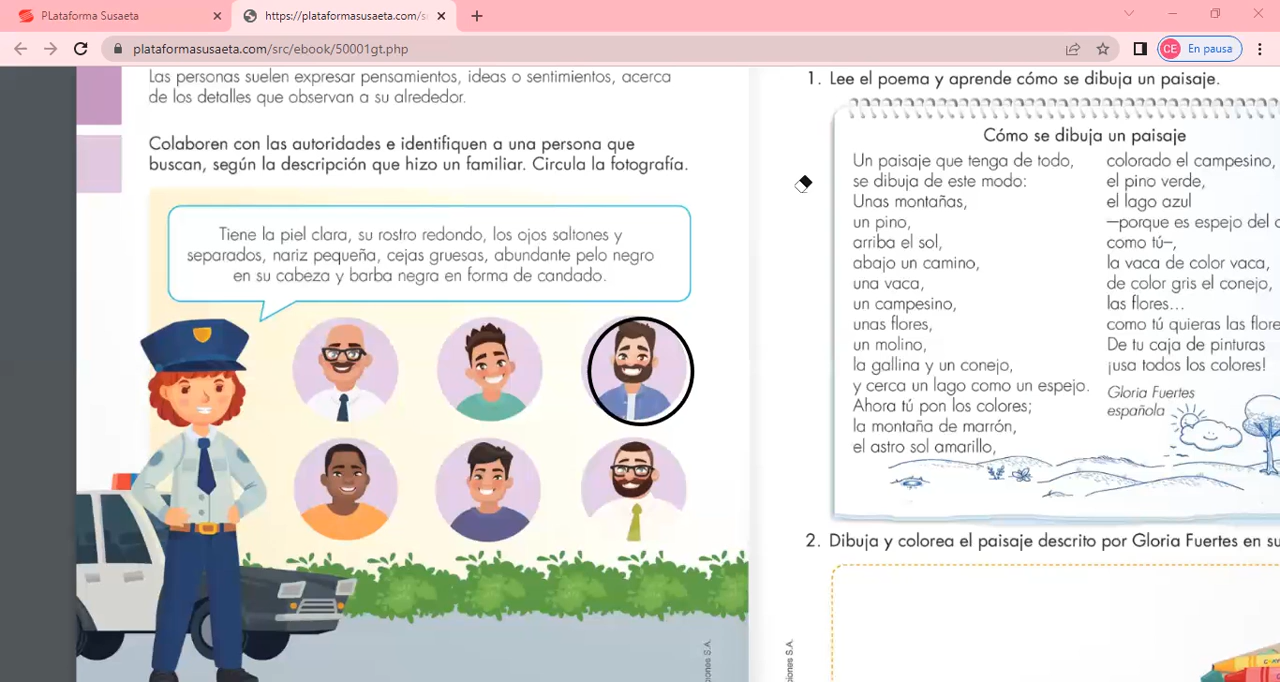 PLataforma Susaeta
https://plataformasusaeta.com/s
plataformasusaeta.com/src/ebook/50001gt.php
CE
En pausa
Las personas suelen expresar pensamientos, ideas o sentimientos, acerca
de los detalles que observan a su alrededor.
Colaboren con las autoridades e identifiquen a una persona que
buscan, según la descripción que hizo un familiar. Circula la fotografía.
Tiene la piel clara, su rostro redondo, los ojos saltones y
separados, nariz pequeña, cejas gruesas, abundante pelo negro
en su cabeza y barba negra en forma de candado.
ciones S.A.
1. Lee el poema y aprende cómo se dibuja un paisaje.
Cómo se dibuja un paisaje
Un paisaje que tenga de todo,
se dibuja de este modo:
Unas montañas,
un pino,
arriba el sol,
abajo un camino,
una vaca,
un campesino,
unas flores,
un molino,
la gallina y un conejo,
y cerca un lago como un espejo.
Ahora tú pon los colores;
la montaña de marrón,
el astro sol amarillo,
colorado el campesino,
el pino verde,
el lago azul
—porque es espejo del c
como tú—,
la vaca de color vaca,
de color gris el conejo,
las flores...
como tú quieras las flore
De tu caja de pinturas
¡usa todos los colores!
Gloria Fuertes
española
2. Dibuja y colorea el paisaje descrito por Gloria Fuertes en su
ciones S.A.